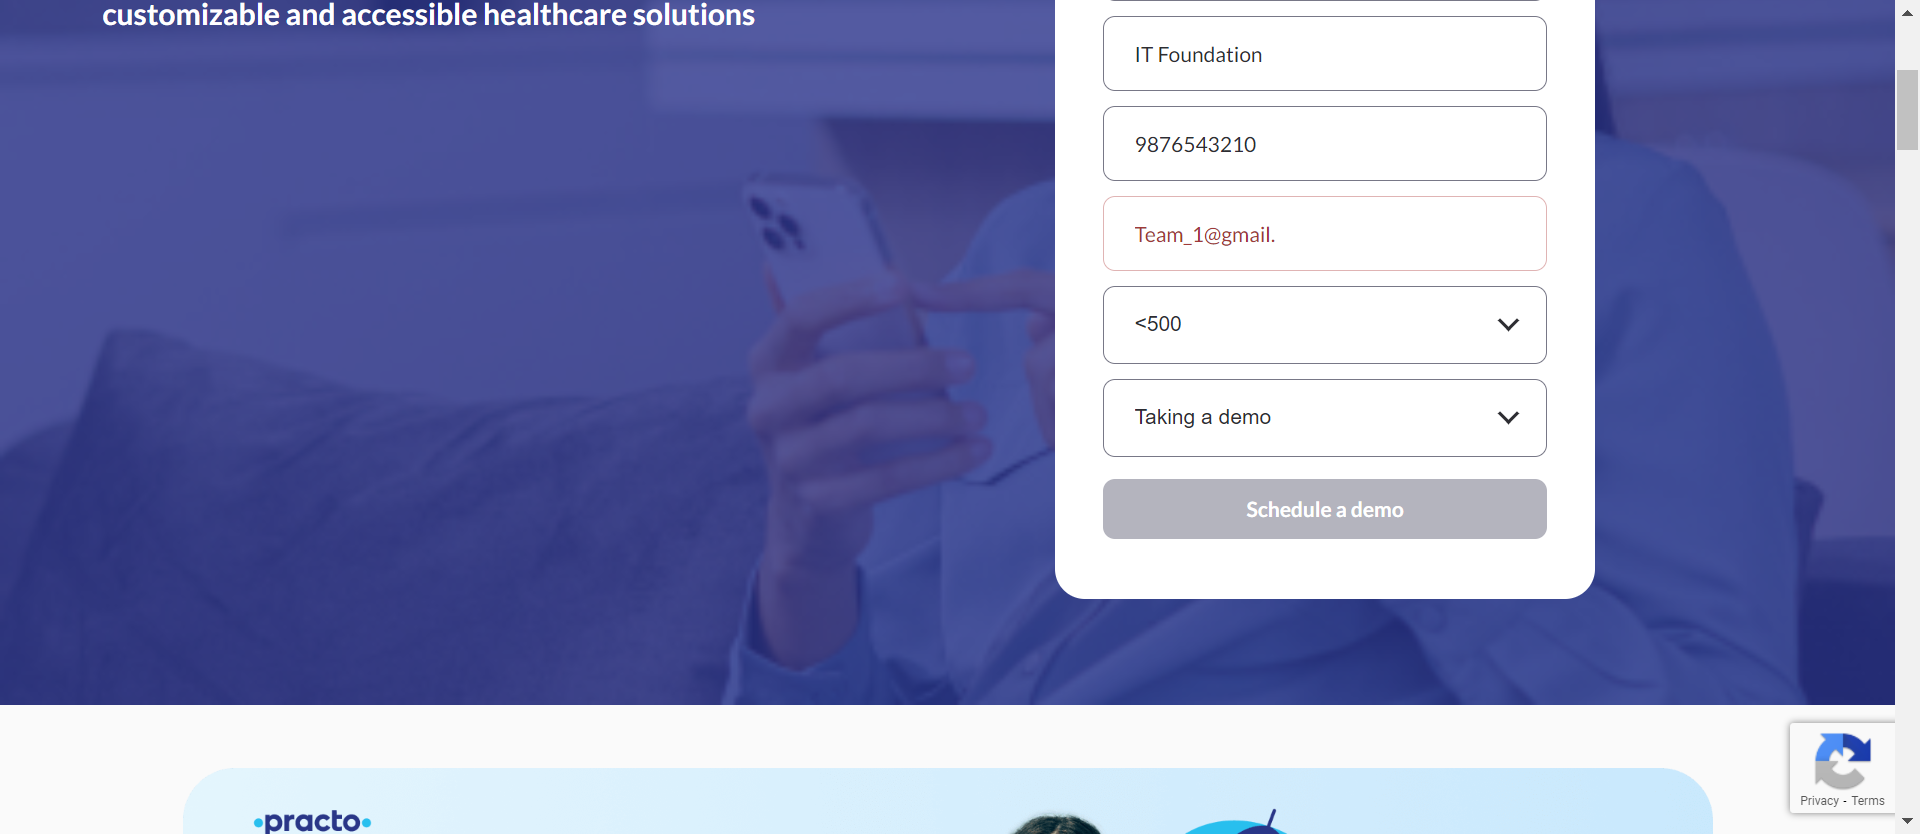 customizable and accessible healthcare solutions
IT Foundation
9876543210
Team_1@gmail.
<500
Taking a demo
Schedule a demo
Privacy - Terms
practo